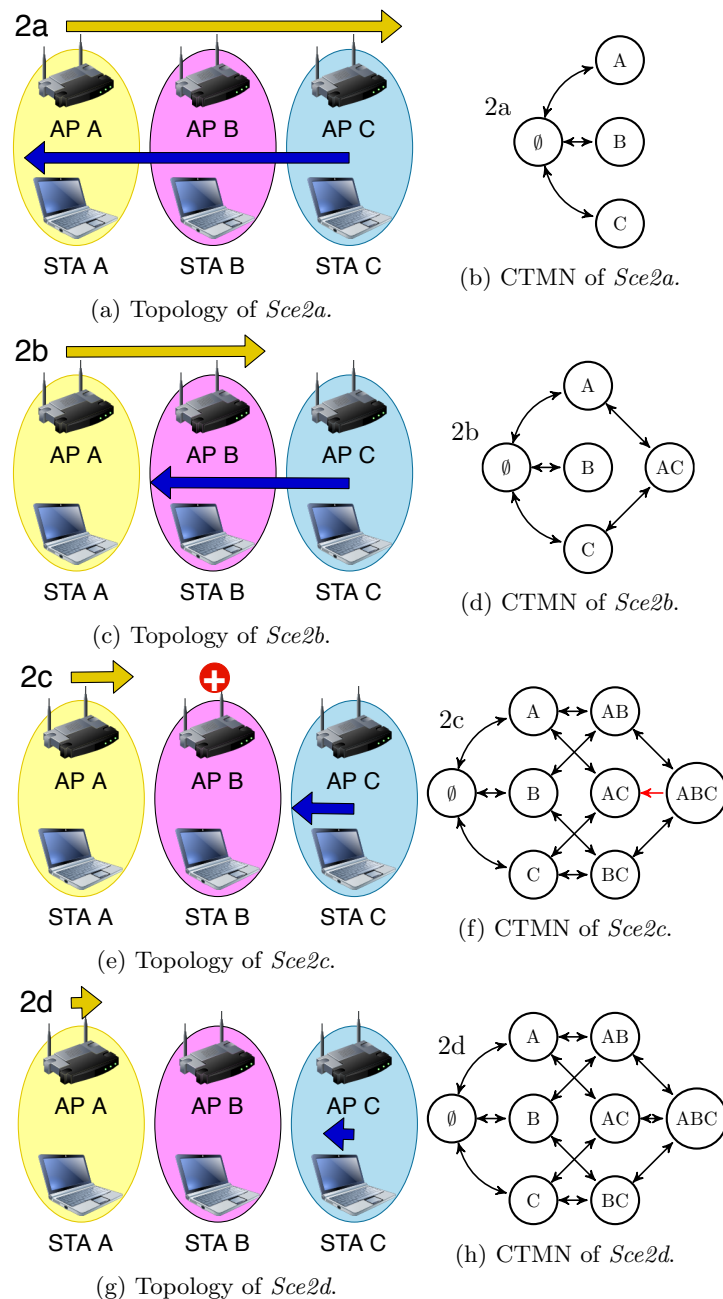 2a
AP A
AP B
AP C
STA A
STA B
STA C
(a) Topology of Sce2a.
2a
A
∅
B
C
(b) CTMN of Sce2a.
2b
AP A
AP B
AP C
STA A
STA B
STA C
(c) Topology of Sce2b.
2b
A
∅
B
AC
C
(d) CTMN of Sce2b.
2c
AP A
AP B
AP C
STA A
STA B
STA C
(e) Topology of Sce2c.
2c
A
AB
∅
B
AC
ABC
C
BC
(f) CTMN of Sce2c.
2d
AP A
AP B
AP C
STA A
STA B
STA C
(g) Topology of Sce2d.
2d
A
AB
∅
B
AC
ABC
C
BC
(h) CTMN of Sce2d.